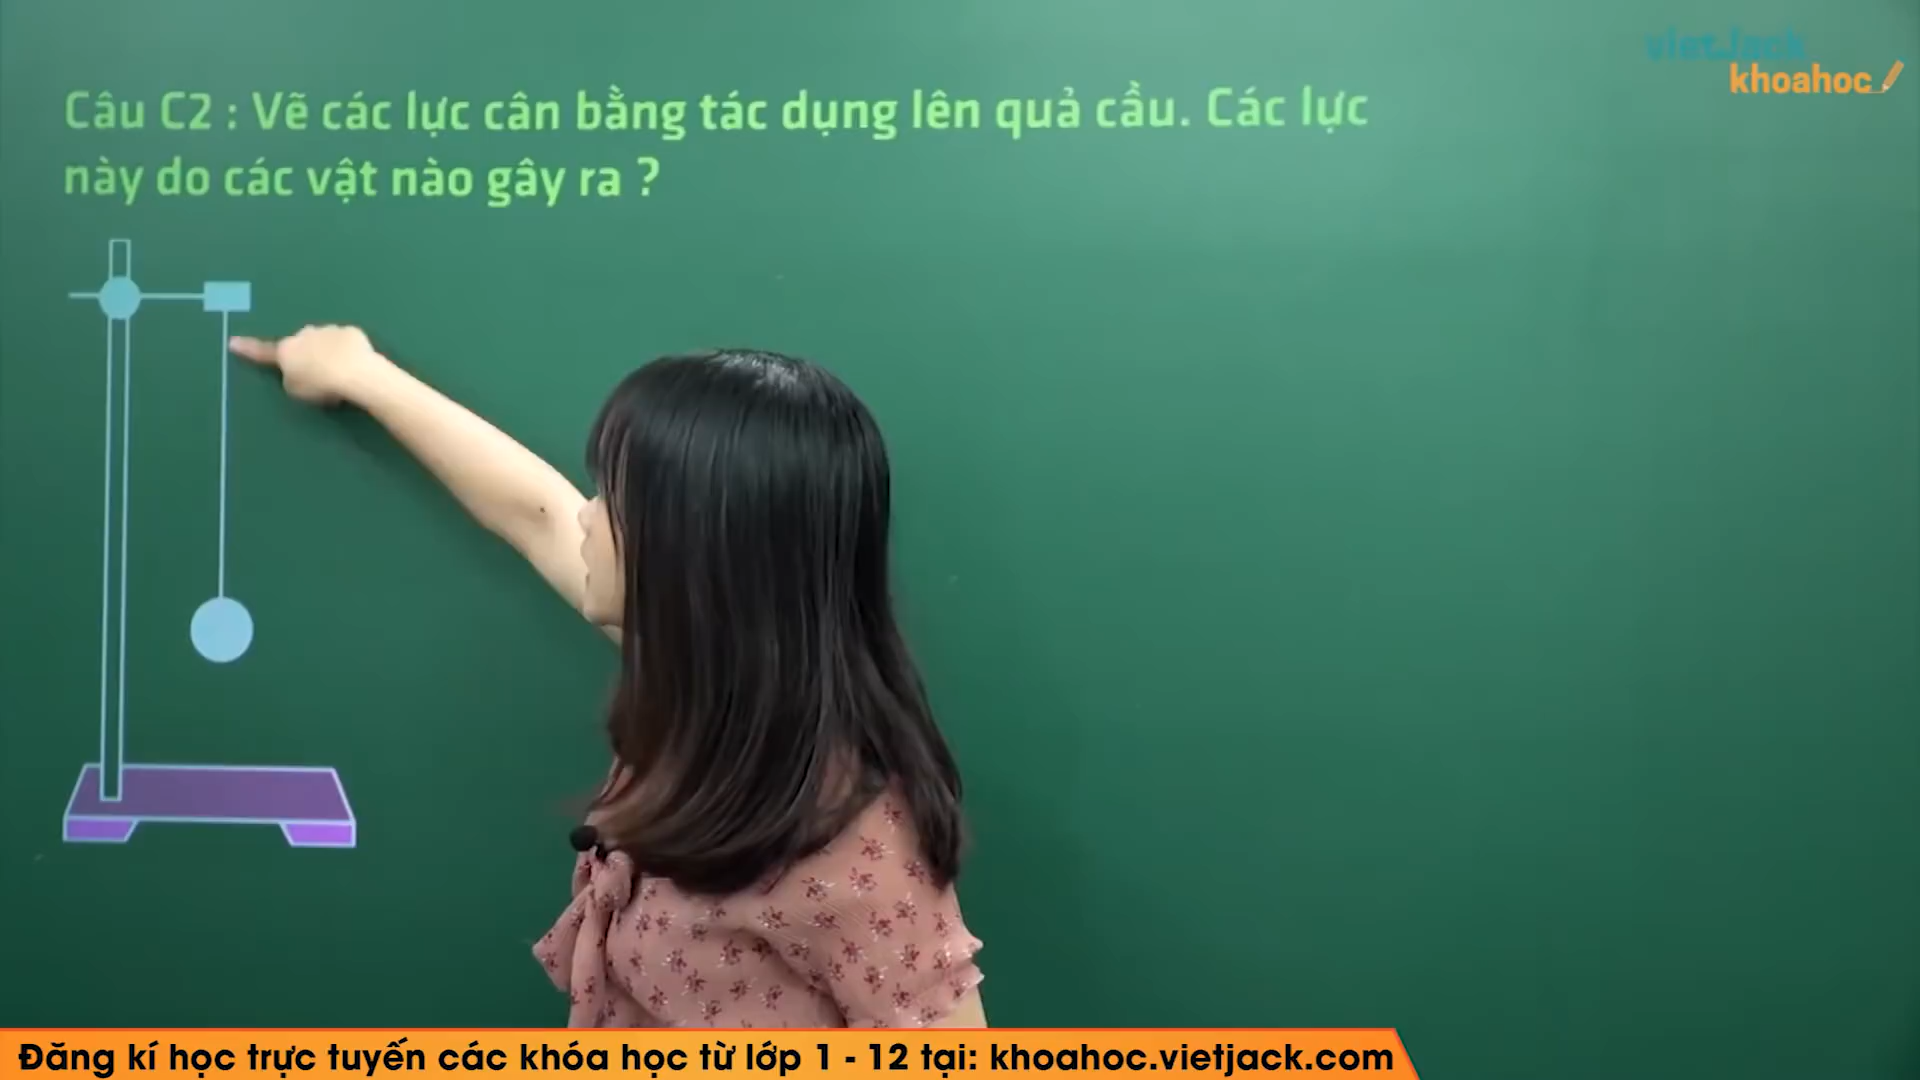 vietJack
khoahoc
Câu C2 : Vẽ các lực cân bằng tác dụng lên quả cầu. Các lực
này do các vật nào gây ra ?
Đăng kí học trực tuyến các khóa học từ lớp 1 - 12 tại: khoahoc.vietjack.com